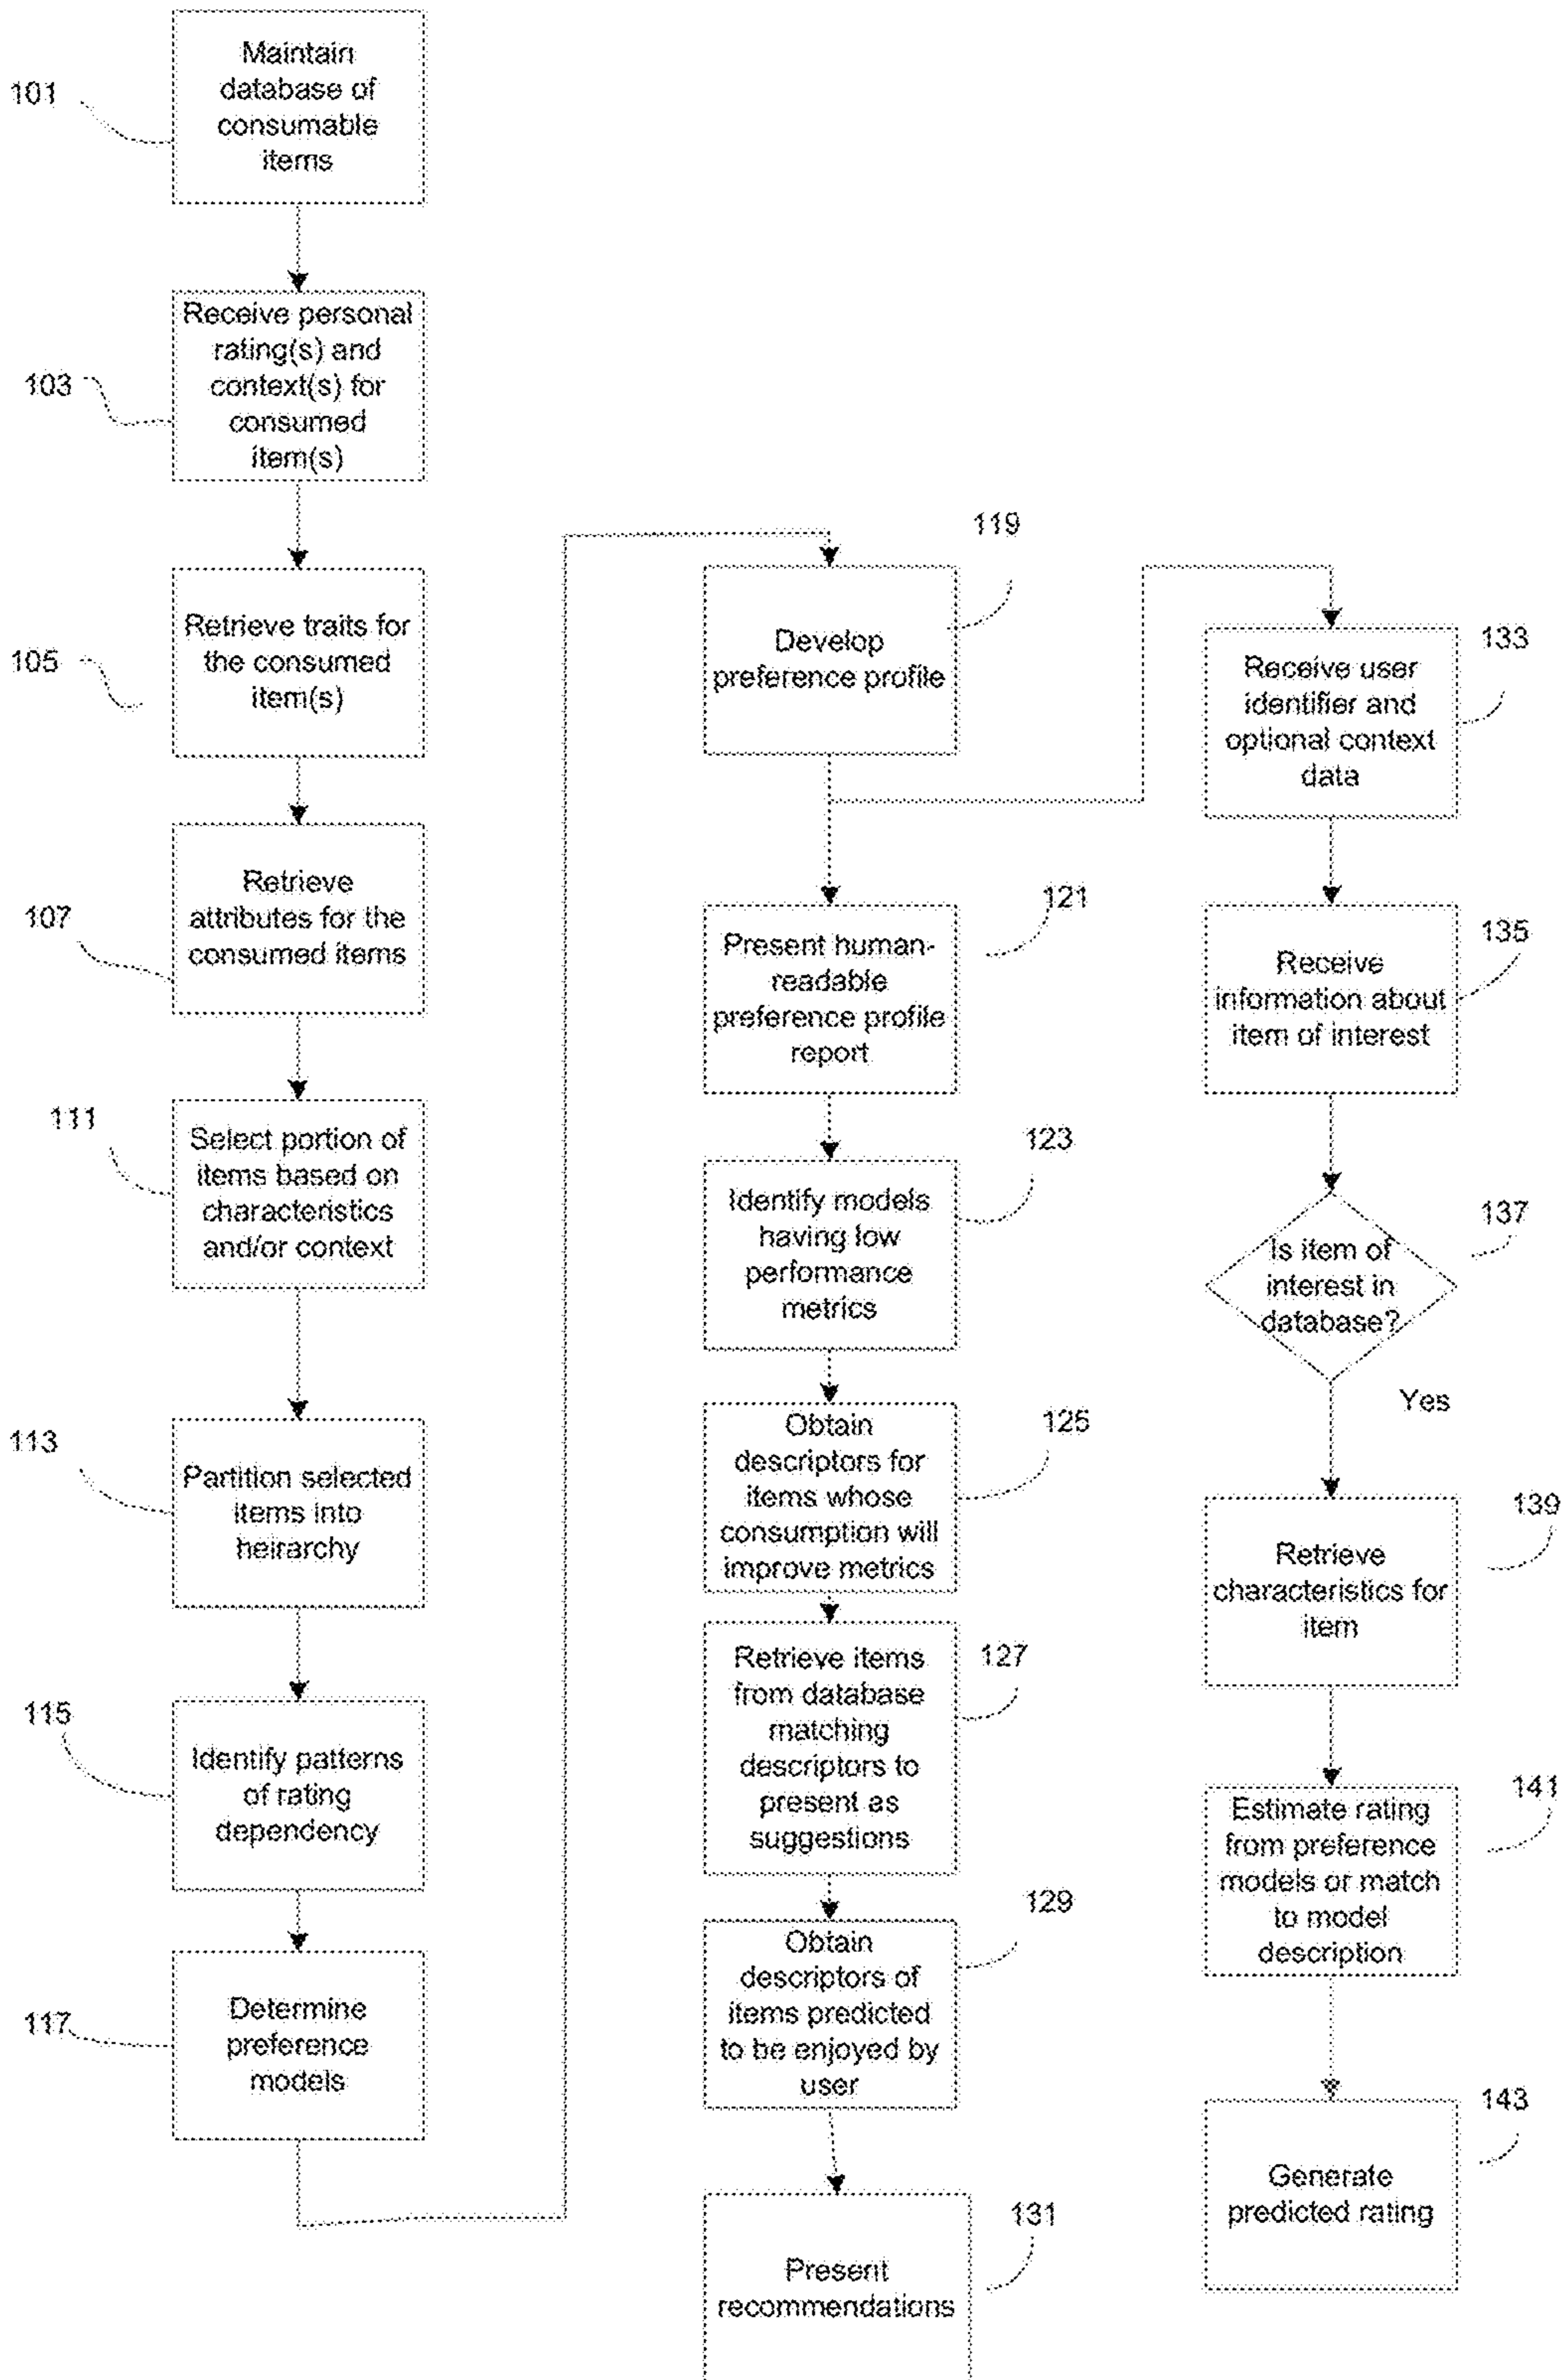 101
Maintain
database of
consumable
items
103
Receive personal
rating(s) and
context(s) for
consumed
item(s)
105
Retrieve traits for
the consumed
item(s)
107
Retrieve
attributes for the
consumed items
111
Select portion of
items based on
characteristics
and/or context
113
Partition selected
items into
heirarchy
115
Identify patterns
of rating
dependency
117
Determine
preference
models
119
Develop
preference profile
121
Present human-
readable
preference profile
report
123
Identify models
having low
performance
metrics
125
Obtain
descriptors for
items whose
consumption will
improve metrics
127
Retrieve items
from database
matching
descriptors to
present as
suggestions
129
Obtain
descriptors of
items predicted
to be enjoyed by
user
131
Present
recommendations
133
Receive user
identifier and
optional context
data
135
Receive
information about
item of interest
137
Is item of
interest in
database?
Yes
139
Retrieve
characteristics for
item
141
Estimate rating
from preference
models or match
to model
description
143
Generate
predicted rating